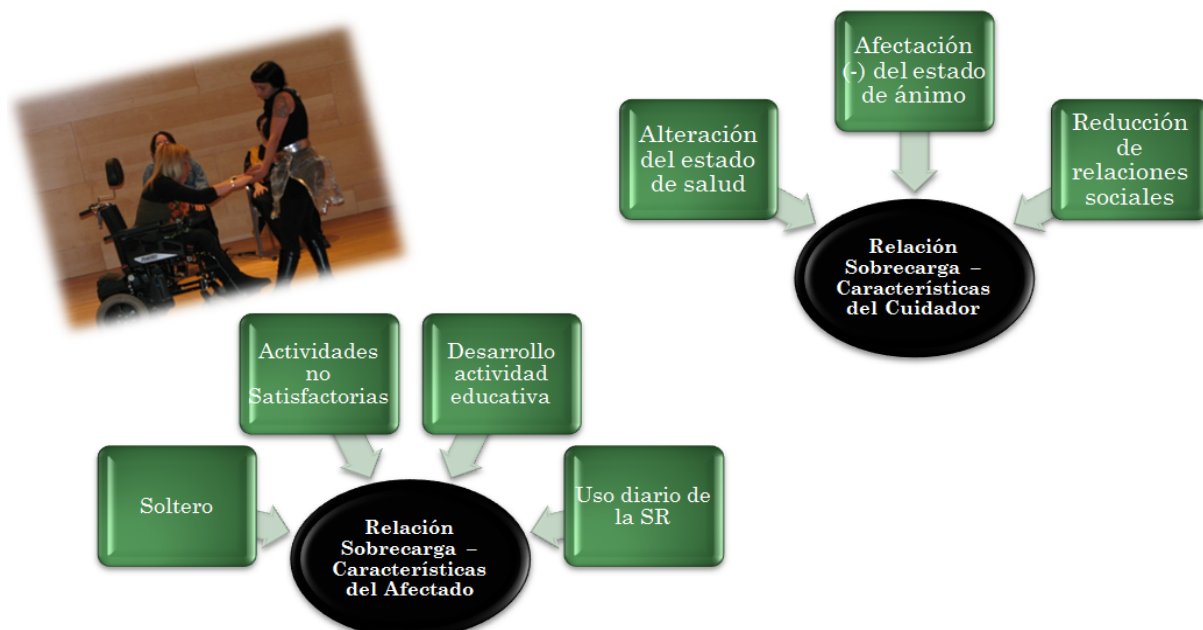 Afectación
(-) del estado
de ánimo
Alteración
del estado
de salud
Reducción
de
relaciones
sociales
Relación
Sobrecarga –
Características
del Cuidador
Actividades
no
Satisfactorias
Desarrollo
actividad
educativa
Soltero
Uso diario de
la SR
Relación
Sobrecarga –
Características
del Afectado